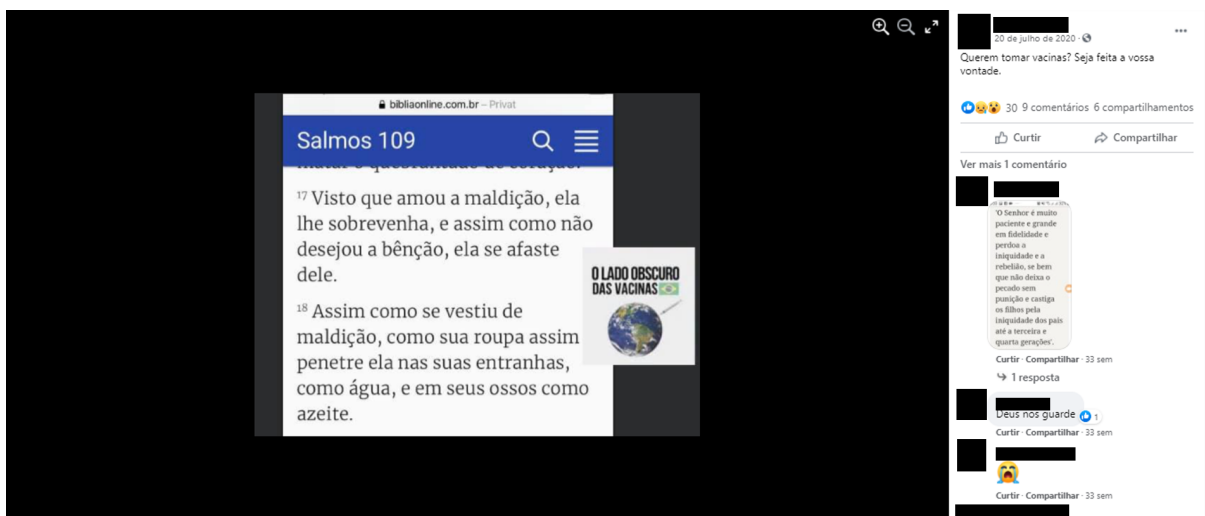 bibliaonline.com.br – Privat
Salmos 109
17 Visto que amou a maldição, ela
lhe sobrevenha, e assim como não
desejou a bênção, ela se afaste
dele.
18 Assim como se vestiu de
maldição, como sua roupa assim
penetre ela nas suas entranhas,
como água, e em seus ossos como
azeite.
O LADO OBSCURO
DAS VACINAS
20 de julho de 2020
Querem tomar vacinas? Seja feita a vossa
vontade.
30 9 comentários 6 compartilhamentos
Curtir Compartilhar
Ver mais 1 comentário
'O Senhor é muito
paciente e grande
em fidelidade e
perdoa a
iniquidade e a
rebelião, se bem
que não deixa o
pecado sem
punição e castiga
os filhos pela
iniquidade dos pais
até a terceira e
quarta gerações'.
Curtir · Compartilhar · 33 sem
1 resposta
Deus nos guarde 1
Curtir · Compartilhar · 33 sem
Curtir · Compartilhar · 33 sem